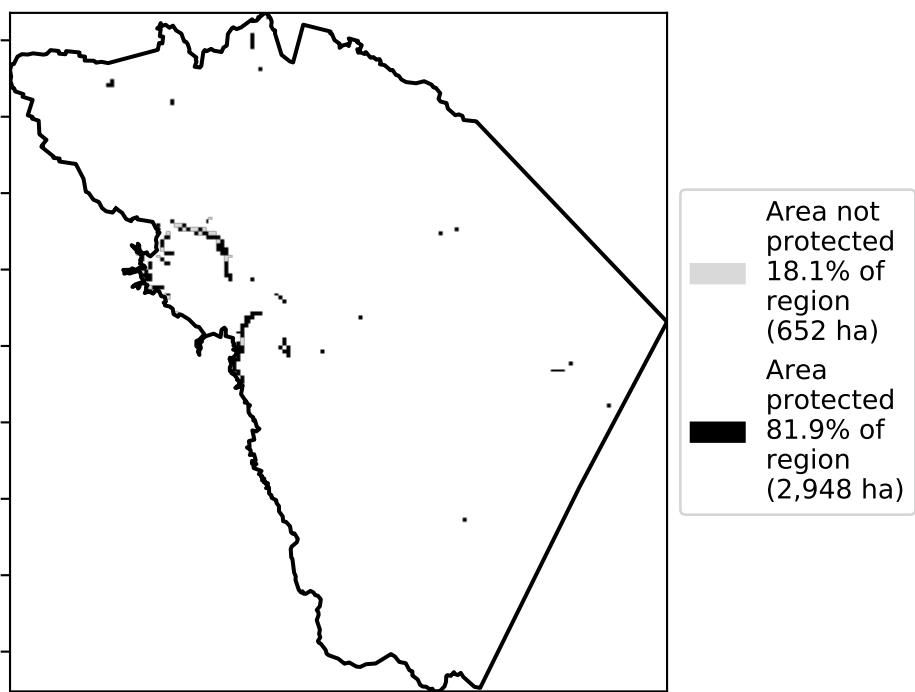 Area not
protected
18.1% of
region
(652 ha)
Area
protected
81.9% of
region
(2,948 ha)